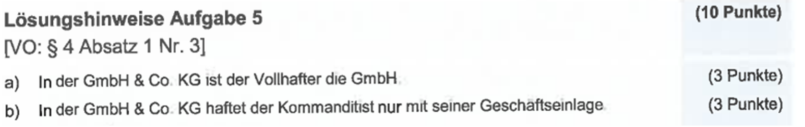 Lösungshinweise Aufgabe 5 (10 Punkte)
[VO: § 4 Absatz 1 Nr. 3]
a) In der GmbH & Co. KG ist der Vollhafter die GmbH. (3 Punkte)
b) In der GmbH & Co. KG haftet der Kommanditist nur mit seiner Geschäftseinlage. (3 Punkte)